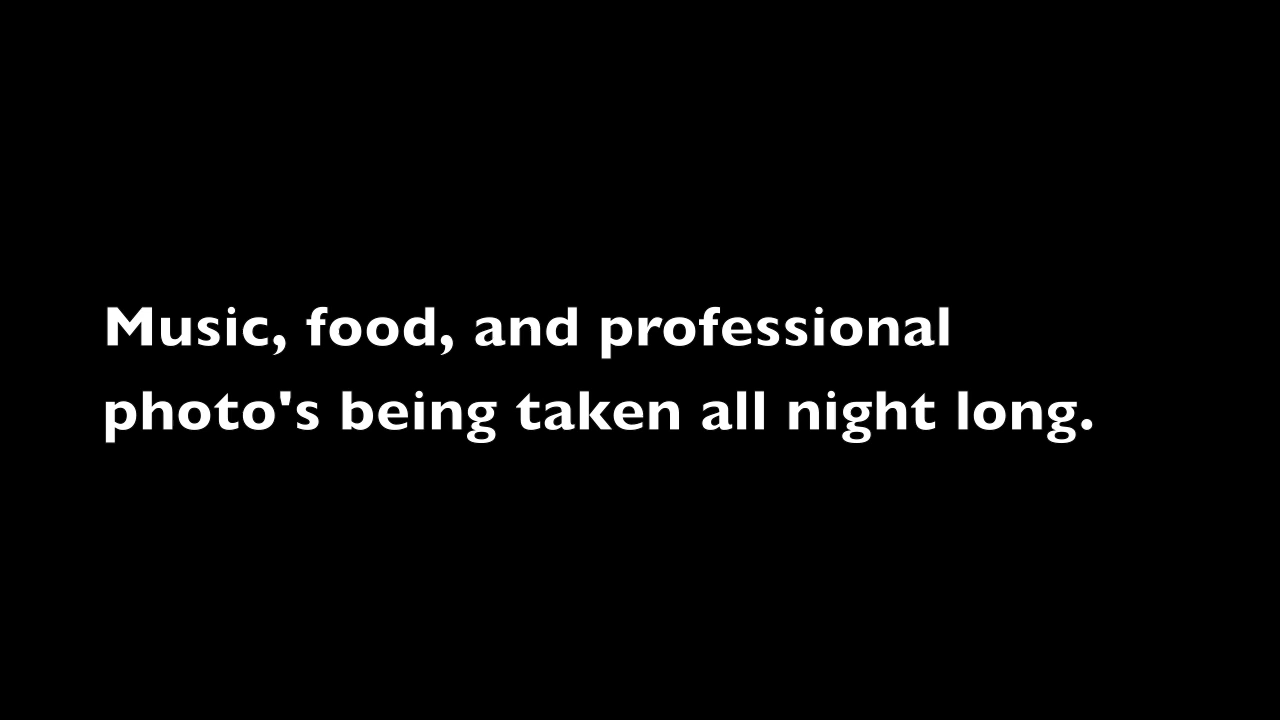 Music, food, and professional
photo's being taken all night long.